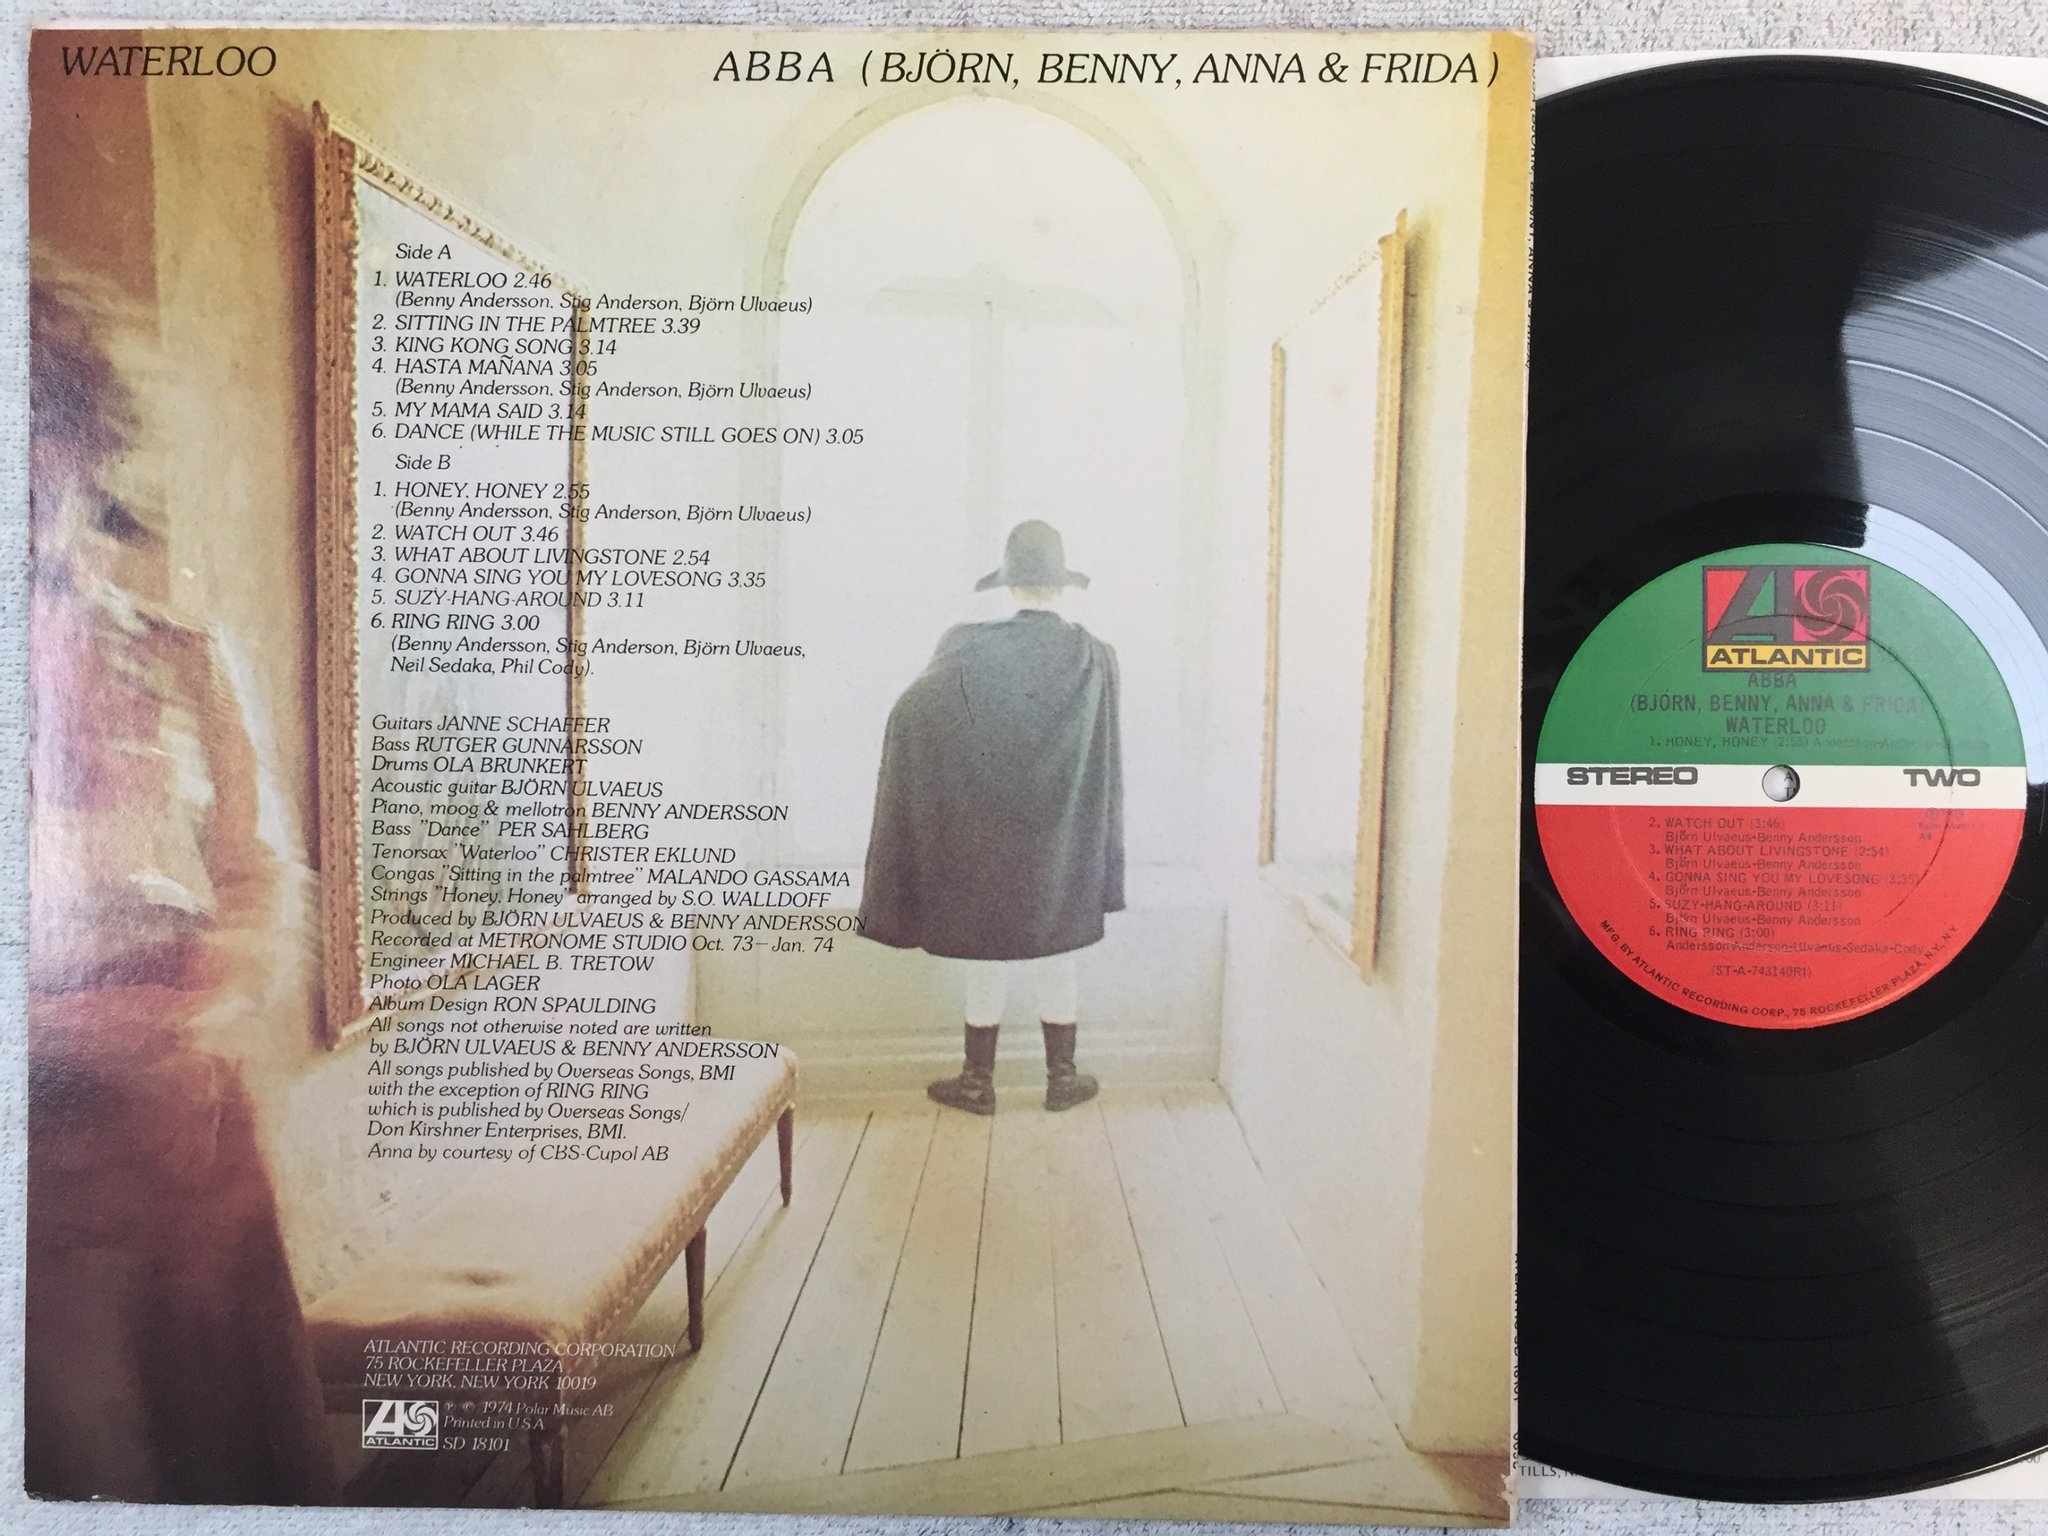 WATERLOO
ABBA (BJÖRN, BENNY, ANNA & FRIDA)
Side A
1. WATERLOO 2.46
(Benny Andersson, Stig Anderson, Björn Ulvaeus)
2. SITTING IN THE PALMTREE 3.39
3. KING KONG SONG 3.14
4. HASTA MAÑANA 3.05
(Benny Andersson, Stig Anderson, Björn Ulvaeus)
5. MY MAMA SAID 3.14
6. DANCE (WHILE THE MUSIC STILL GOES ON) 3.05
Side B
1. HONEY, HONEY 2.55
(Benny Andersson, Stig Anderson, Björn Ulvaeus)
2. WATCH OUT 3.46
3. WHAT ABOUT LIVINGSTONE 2.54
4. GONNA SING YOU MY LOVESONG 3.35
5. SUZY-HANG-AROUND 3.11
6. RING RING 3.00
(Benny Andersson, Stig Anderson, Björn Ulvaeus,
Neil Sedaka, Phil Cody).
Guitars JANNE SCHAFFER
Bass RUTGER GUNNARSSON
Drums OLA BRUNKERT
Acoustic guitar BJÖRN ULVAEUS
Piano, moog & mellotron BENNY ANDERSSON
Bass "Dance" PER SAHLBERG
Tenorsax "Waterloo" CHRISTER EKLUND
Congas "Sitting in the palmtree" MALANDO GASSAMA
Strings "Honey, Honey" arranged by S.O. WALLDOFF
Produced by BJÖRN ULVAEUS & BENNY ANDERSSON
Recorded at METRONOME STUDIO Oct. 73—Jan. 74
Engineer MICHAEL B. TRETOW
Photo OLA LAGER
Album Design RON SPAULDING
All songs not otherwise noted are written
by BJÖRN ULVAEUS & BENNY ANDERSSON
All songs published by Overseas Songs, BMI
with the exception of RING RING
which is published by Overseas Songs/
Don Kirshner Enterprises, BMI.
Anna by courtesy of CBS-Cupol AB
ATLANTIC RECORDING CORPORATION
75 ROCKEFELLER PLAZA
NEW YORK, NEW YORK 10019
℗ © 1974 Polar Music AB
Printed in U.S.A.
ATLANTIC SD 18101
ATLANTIC
ABBA
(BJORN, BENNY, ANNA & FRIDA)
WATERLOO
1. HONEY, HONEY (2:55) Andersson-Anderson-
STEREO TWO
2. WATCH OUT (3:46)
Björn Ulvaeus-Benny Andersson
3. WHAT ABOUT LIVINGSTONE (2:54)
Björn Ulvaeus-Benny Andersson
4. GONNA SING YOU MY LOVESONG (3:35)
Björn Ulvaeus-Benny Andersson
5. SUZY-HANG-AROUND (3:11)
Björn Ulvaeus-Benny Andersson
6. RING RING (3:00)
Andersson-Anderson-Ulvaeus-Sedaka-Cody
(ST-A-743140RI)
MFG. BY ATLANTIC RECORDING CORP., 75 ROCKEFELLER PLAZA, N.Y., N.Y.